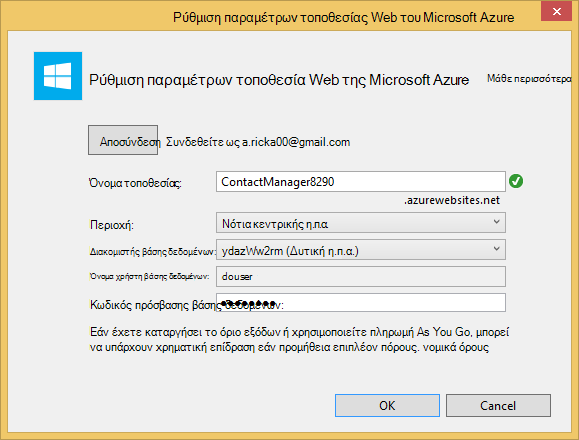 Ρύθμιση παραμέτρων τοποθεσίας Web του Microsoft Azure
Ρύθμιση παραμέτρων τοποθεσία Web της Microsoft Azure
Μάθε περισσότερα
Αποσύνδεση Συνδεθείτε ως a.ricka00@gmail.com
Όνομα τοποθεσίας: ContactManager8290
.azurewebsites.net
Περιοχή: Νότια κεντρικής η.πα
Διακομιστής βάσης δεδομένων: ydazWw2rm (Δυτική η.π.α.)
Όνομα χρήστη βάσης δεδομένων: douser
Κωδικός πρόσβασης βάσης δεδομένων:
Εάν έχετε καταργήσει το όριο εξόδων ή χρησιμοποιείτε πληρωμή As You Go, μπορεί
να υπάρχουν χρηματική επίδραση εάν προμήθεια επιπλέον πόρους. νομικά όρους
OK
Cancel